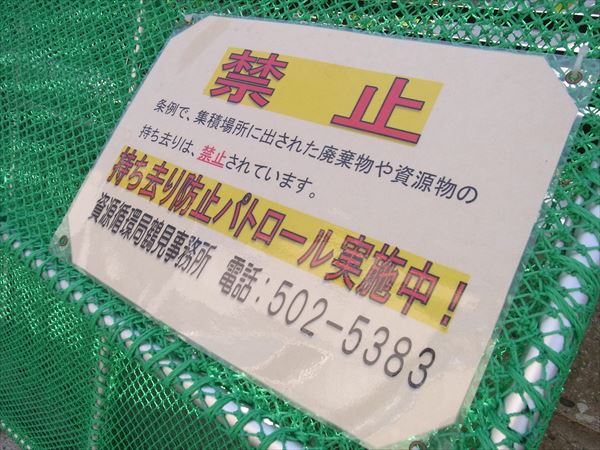 禁止
条例で、集積場所に出された廃棄物や資源物の
持ち去りは、禁止されています。
持ち去り防止パトロール実施中！
資源循環局鶴見事務所 電話：502-5383